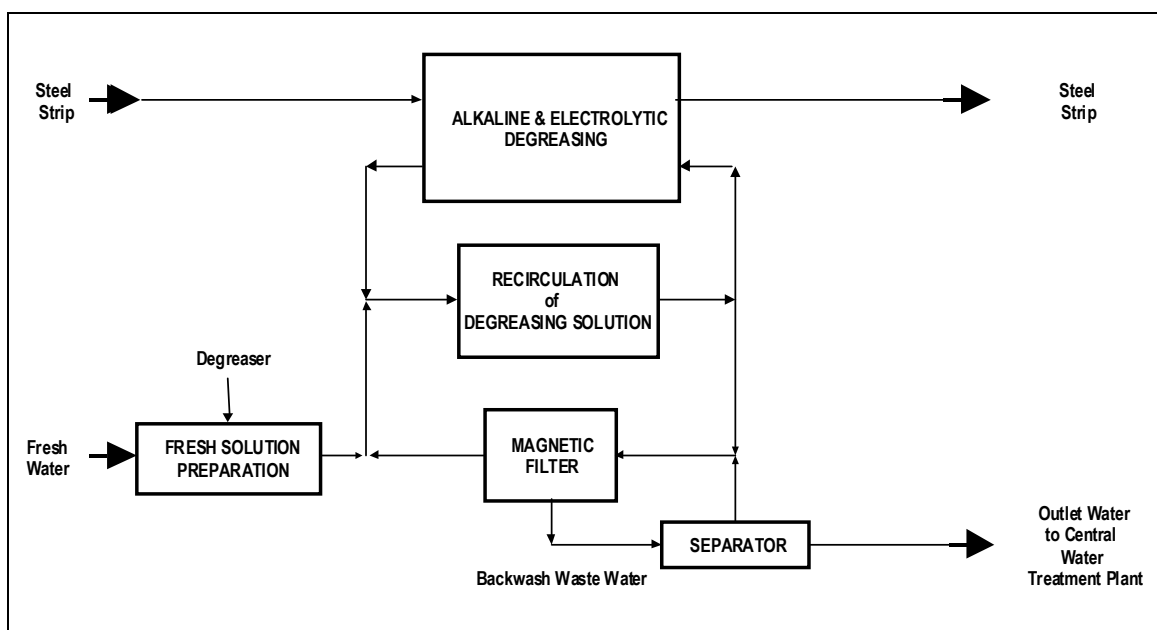 Steel
Strip
ALKALINE & ELECTROLYTIC
DEGREASING
Steel
Strip
RECIRCULATION
of
DEGREASING SOLUTION
Degreaser
Fresh
Water
FRESH SOLUTION
PREPARATION
MAGNETIC
FILTER
SEPARATOR
Backwash Waste Water
Outlet Water
to Central
Water
Treatment Plant